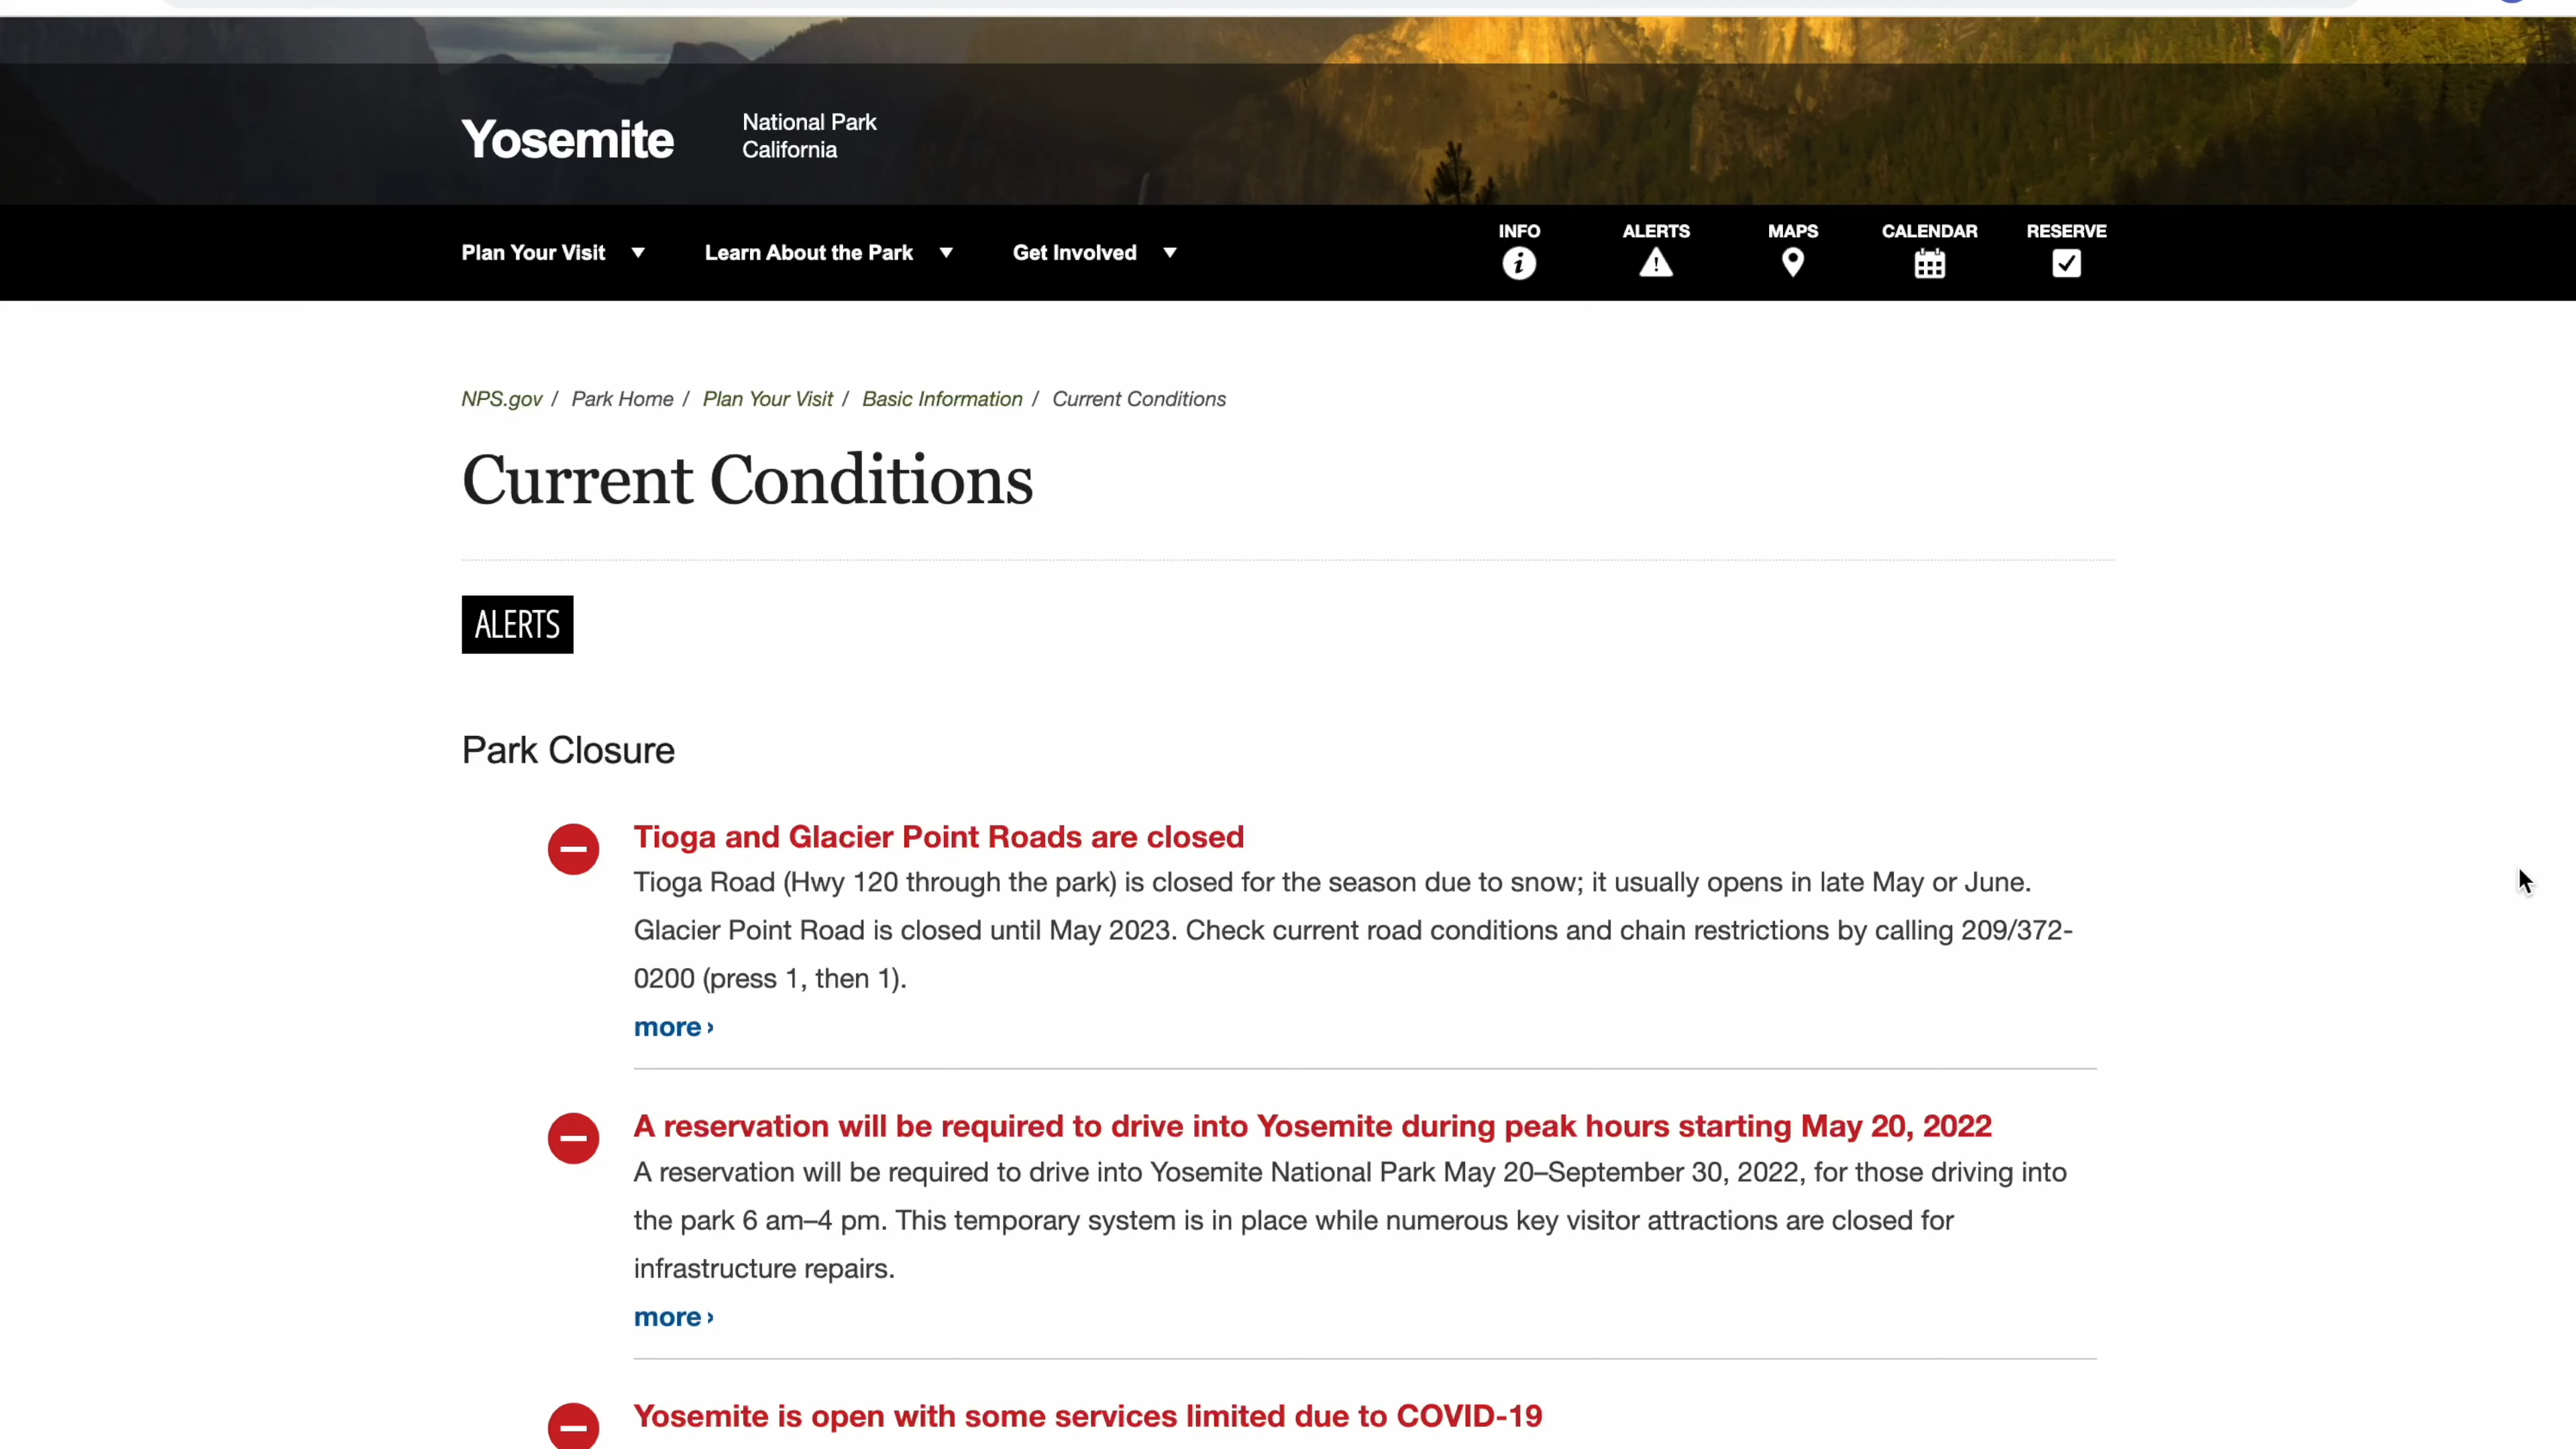 Yosemite
National Park
California
Plan Your Visit
Learn About the Park
Get Involved
INFO
ALERTS
MAPS
CALENDAR
RESERVE
NPS.gov / Park Home / Plan Your Visit / Basic Information / Current Conditions
Current Conditions
ALERTS
Park Closure
Tioga and Glacier Point Roads are closed
Tioga Road (Hwy 120 through the park) is closed for the season due to snow; it usually opens in late May or June.
Glacier Point Road is closed until May 2023. Check current road conditions and chain restrictions by calling 209/372-
0200 (press 1, then 1).
more ›
A reservation will be required to drive into Yosemite during peak hours starting May 20, 2022
A reservation will be required to drive into Yosemite National Park May 20–September 30, 2022, for those driving into
the park 6 am–4 pm. This temporary system is in place while numerous key visitor attractions are closed for
infrastructure repairs.
more ›
Yosemite is open with some services limited due to COVID-19